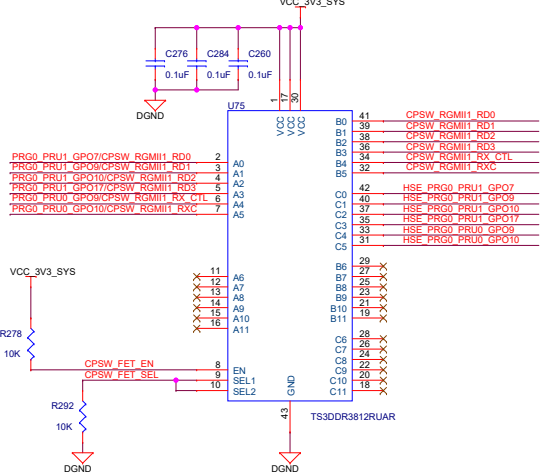 VCC_3V3_SYS
C276 C284 C260
0.1uF 0.1uF 0.1uF
DGND
U75
1 17 30
VCC VCC VCC
PRG0_PRU1_GPO7/CPSW_RGMII1_RD0 2 A0
PRG0_PRU1_GPO9/CPSW_RGMII1_RD1 3 A1
PRG0_PRU1_GPO10/CPSW_RGMII1_RD2 4 A2
PRG0_PRU1_GPO17/CPSW_RGMII1_RD3 5 A3
PRG0_PRU0_GPO9/CPSW_RGMII1_RX_CTL 6 A4
PRG0_PRU0_GPO10/CPSW_RGMII1_RXC 7 A5
B0 41 CPSW_RGMII1_RD0
B1 39 CPSW_RGMII1_RD1
B2 38 CPSW_RGMII1_RD2
B3 36 CPSW_RGMII1_RD3
B4 34 CPSW_RGMII1_RX_CTL
B5 32 CPSW_RGMII1_RXC
C0 42 HSE_PRG0_PRU1_GPO7
C1 40 HSE_PRG0_PRU1_GPO9
C2 37 HSE_PRG0_PRU1_GPO10
C3 35 HSE_PRG0_PRU1_GPO17
C4 33 HSE_PRG0_PRU0_GPO9
C5 31 HSE_PRG0_PRU0_GPO10
11 A6
12 A7
13 A8
14 A9
15 A10
16 A11
B6 29
B7 27
B8 25
B9 23
B10 21
B11 19
C6 28
C7 26
C8 24
C9 22
C10 20
C11 18
VCC_3V3_SYS
R278
10K
CPSW_FET_EN 8 EN
CPSW_FET_SEL 9 SEL1
10 SEL2
R292
10K
DGND
GND
43
DGND
TS3DDR3812RUAR